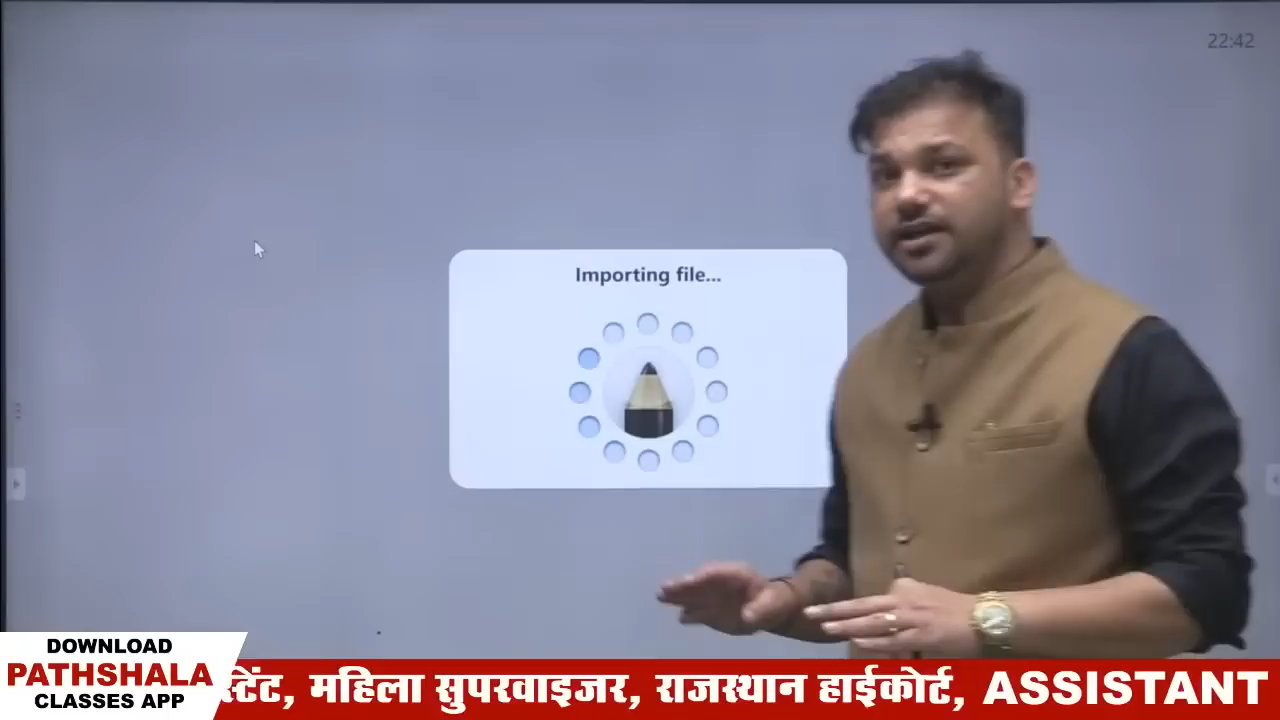 22:42
Importing file...
DOWNLOAD
PATHSHALA
CLASSES APP
महिला सुपरवाइजर, राजस्थान हाईकोर्ट, ASSISTANT